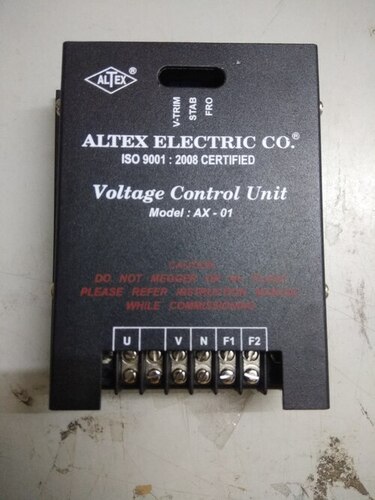 ALTEX
V-TRIM
STAB
FRO
ALTEX ELECTRIC CO.®
ISO 9001 : 2008 CERTIFIED
Voltage Control Unit
Model : AX - 01
CAUTION
DO NOT MEGGER
PLEASE REFER INSTRUCTION MANUAL
WHILE COMMISSIONING
U V N F1 F2